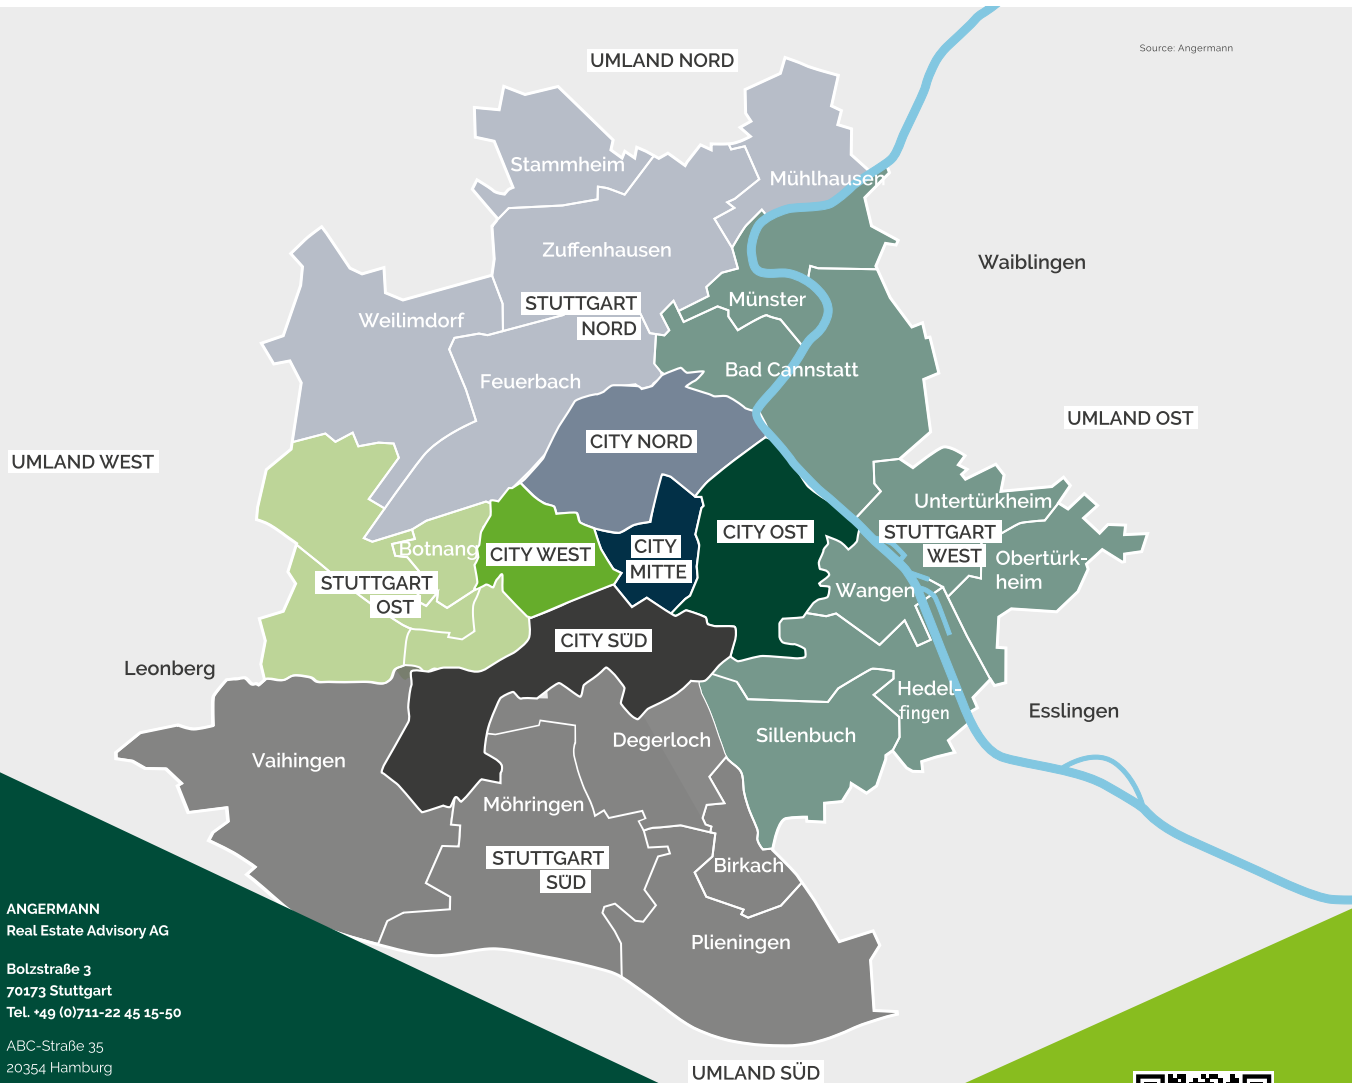 Source: Angermann
UMLAND NORD
Stammheim
Mühlhausen
Zuffenhausen
Waiblingen
Münster
STUTTGART
NORD
Weilimdorf
Bad Cannstatt
Feuerbach
UMLAND OST
CITY NORD
UMLAND WEST
Untertürkheim
CITY OST
STUTTGART
WEST
CITY
MITTE
Botnang
CITY WEST
Obertürk-
heim
STUTTGART
OST
Wangen
CITY SÜD
Leonberg
Hedel-
fingen
Esslingen
Sillenbuch
Degerloch
Vaihingen
Möhringen
STUTTGART
SÜD
Birkach
Plieningen
UMLAND SÜD
ANGERMANN
Real Estate Advisory AG
Bolzstraße 3
70173 Stuttgart
Tel. +49 (0)711-22 45 15-50
ABC-Straße 35
20354 Hamburg